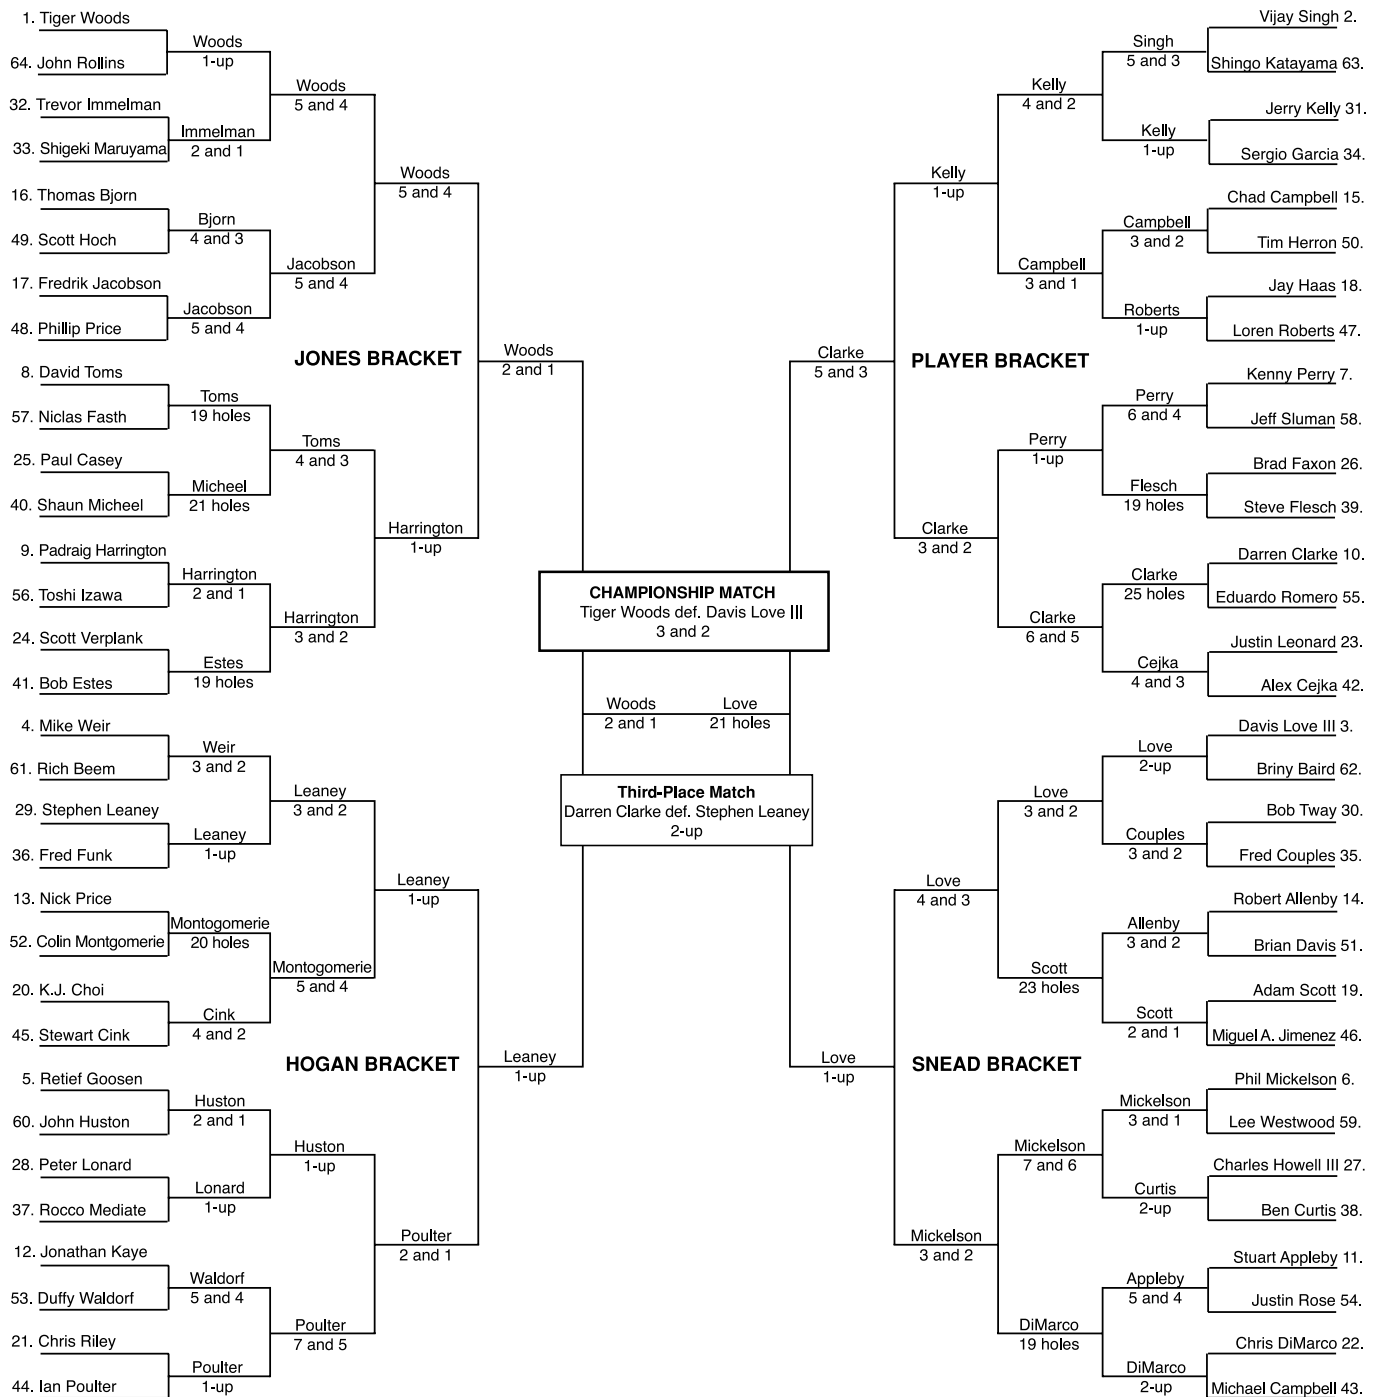 1. Tiger Woods
Woods
1-up
64. John Rollins
Woods
5 and 4
32. Trevor Immelman
Immelman
2 and 1
33. Shigeki Maruyama
Woods
5 and 4
16. Thomas Bjorn
Bjorn
4 and 3
49. Scott Hoch
Jacobson
5 and 4
17. Fredrik Jacobson
Jacobson
5 and 4
48. Phillip Price
JONES BRACKET
Woods
2 and 1
8. David Toms
Toms
19 holes
57. Niclas Fasth
Toms
4 and 3
25. Paul Casey
Micheel
21 holes
40. Shaun Micheel
Harrington
1-up
9. Padraig Harrington
Harrington
2 and 1
56. Toshi Izawa
Harrington
3 and 2
24. Scott Verplank
Estes
19 holes
41. Bob Estes
4. Mike Weir
Weir
3 and 2
61. Rich Beem
Leaney
3 and 2
29. Stephen Leaney
Leaney
1-up
36. Fred Funk
Leaney
1-up
13. Nick Price
Montogomerie
20 holes
52. Colin Montgomerie
Montogomerie
5 and 4
20. K.J. Choi
Cink
4 and 2
45. Stewart Cink
HOGAN BRACKET
Leaney
1-up
5. Retief Goosen
Huston
2 and 1
60. John Huston
Huston
1-up
28. Peter Lonard
Lonard
1-up
37. Rocco Mediate
Poulter
2 and 1
12. Jonathan Kaye
Waldorf
5 and 4
53. Duffy Waldorf
Poulter
7 and 5
21. Chris Riley
Poulter
1-up
44. Ian Poulter
CHAMPIONSHIP MATCH
Tiger Woods def. Davis Love III
3 and 2
Woods
2 and 1
Love
21 holes
Third-Place Match
Darren Clarke def. Stephen Leaney
2-up
Vijay Singh 2.
Singh
5 and 3
Shingo Katayama 63.
Kelly
4 and 2
Jerry Kelly 31.
Kelly
1-up
Sergio Garcia 34.
Kelly
1-up
Chad Campbell 15.
Campbell
3 and 2
Tim Herron 50.
Campbell
3 and 1
Jay Haas 18.
Roberts
1-up
Loren Roberts 47.
Clarke
5 and 3
PLAYER BRACKET
Kenny Perry 7.
Perry
6 and 4
Jeff Sluman 58.
Perry
1-up
Brad Faxon 26.
Flesch
19 holes
Steve Flesch 39.
Clarke
3 and 2
Darren Clarke 10.
Clarke
25 holes
Eduardo Romero 55.
Clarke
6 and 5
Justin Leonard 23.
Cejka
4 and 3
Alex Cejka 42.
Davis Love III 3.
Love
2-up
Briny Baird 62.
Love
3 and 2
Bob Tway 30.
Couples
3 and 2
Fred Couples 35.
Love
4 and 3
Robert Allenby 14.
Allenby
3 and 2
Brian Davis 51.
Scott
23 holes
Adam Scott 19.
Scott
2 and 1
Miguel A. Jimenez 46.
Love
1-up
SNEAD BRACKET
Phil Mickelson 6.
Mickelson
3 and 1
Lee Westwood 59.
Mickelson
7 and 6
Charles Howell III 27.
Curtis
2-up
Ben Curtis 38.
Mickelson
3 and 2
Stuart Appleby 11.
Appleby
5 and 4
Justin Rose 54.
DiMarco
19 holes
Chris DiMarco 22.
DiMarco
2-up
Michael Campbell 43.